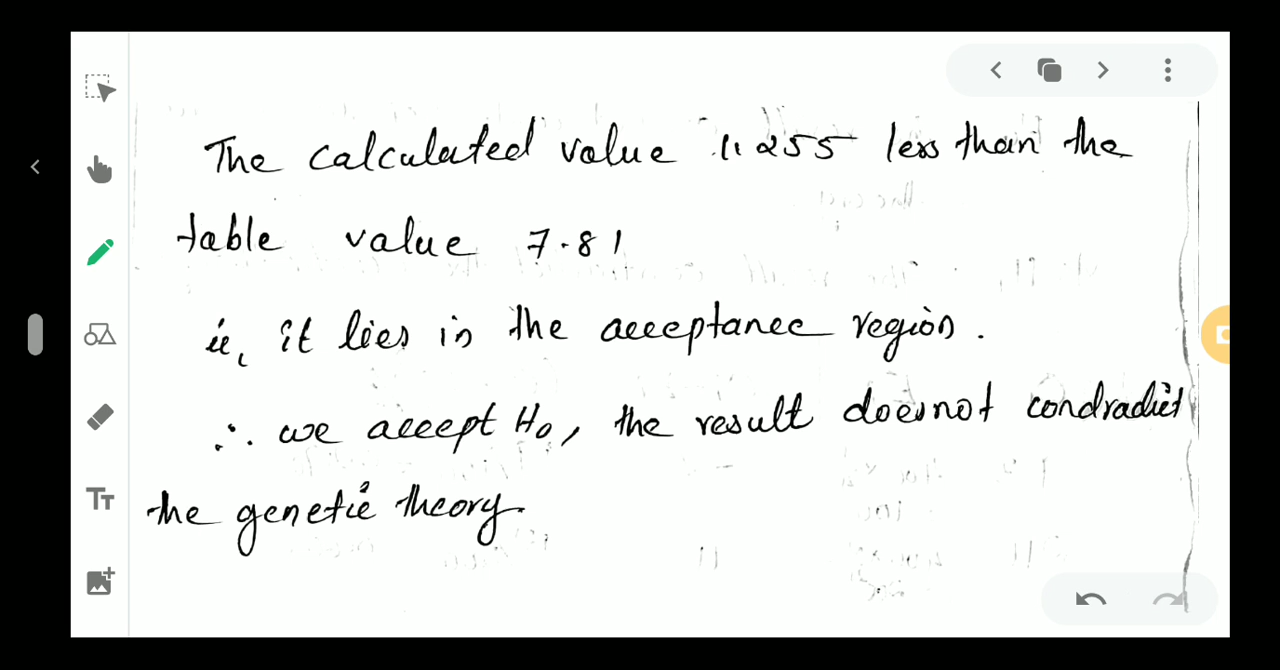 The calculated value 1.255 less than the
table value 7.81
ie, it lies in the acceptance region.
∴ we accept H₀, the result doesnot condradict
the genetic theory.
TT